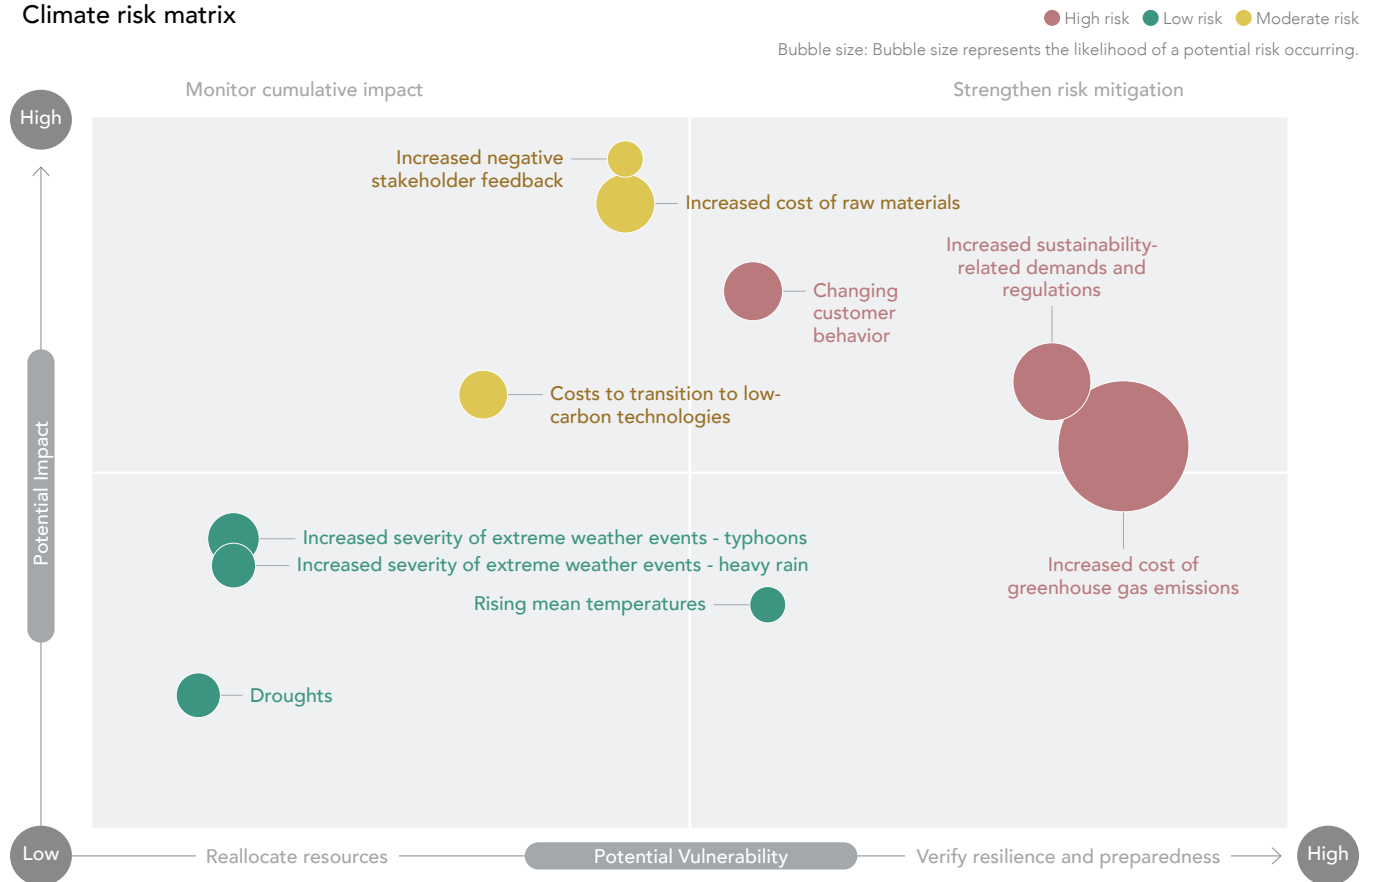 Climate risk matrix
High risk Low risk Moderate risk
Bubble size: Bubble size represents the likelihood of a potential risk occurring.
Monitor cumulative impact
Strengthen risk mitigation
High
Increased negative
stakeholder feedback
Increased cost of raw materials
Increased sustainability-
related demands and
regulations
Changing
customer
behavior
Costs to transition to low-
carbon technologies
Potential Impact
Increased severity of extreme weather events - typhoons
Increased severity of extreme weather events - heavy rain
Increased cost of
greenhouse gas emissions
Rising mean temperatures
Droughts
Low
Reallocate resources
Potential Vulnerability
Verify resilience and preparedness
High